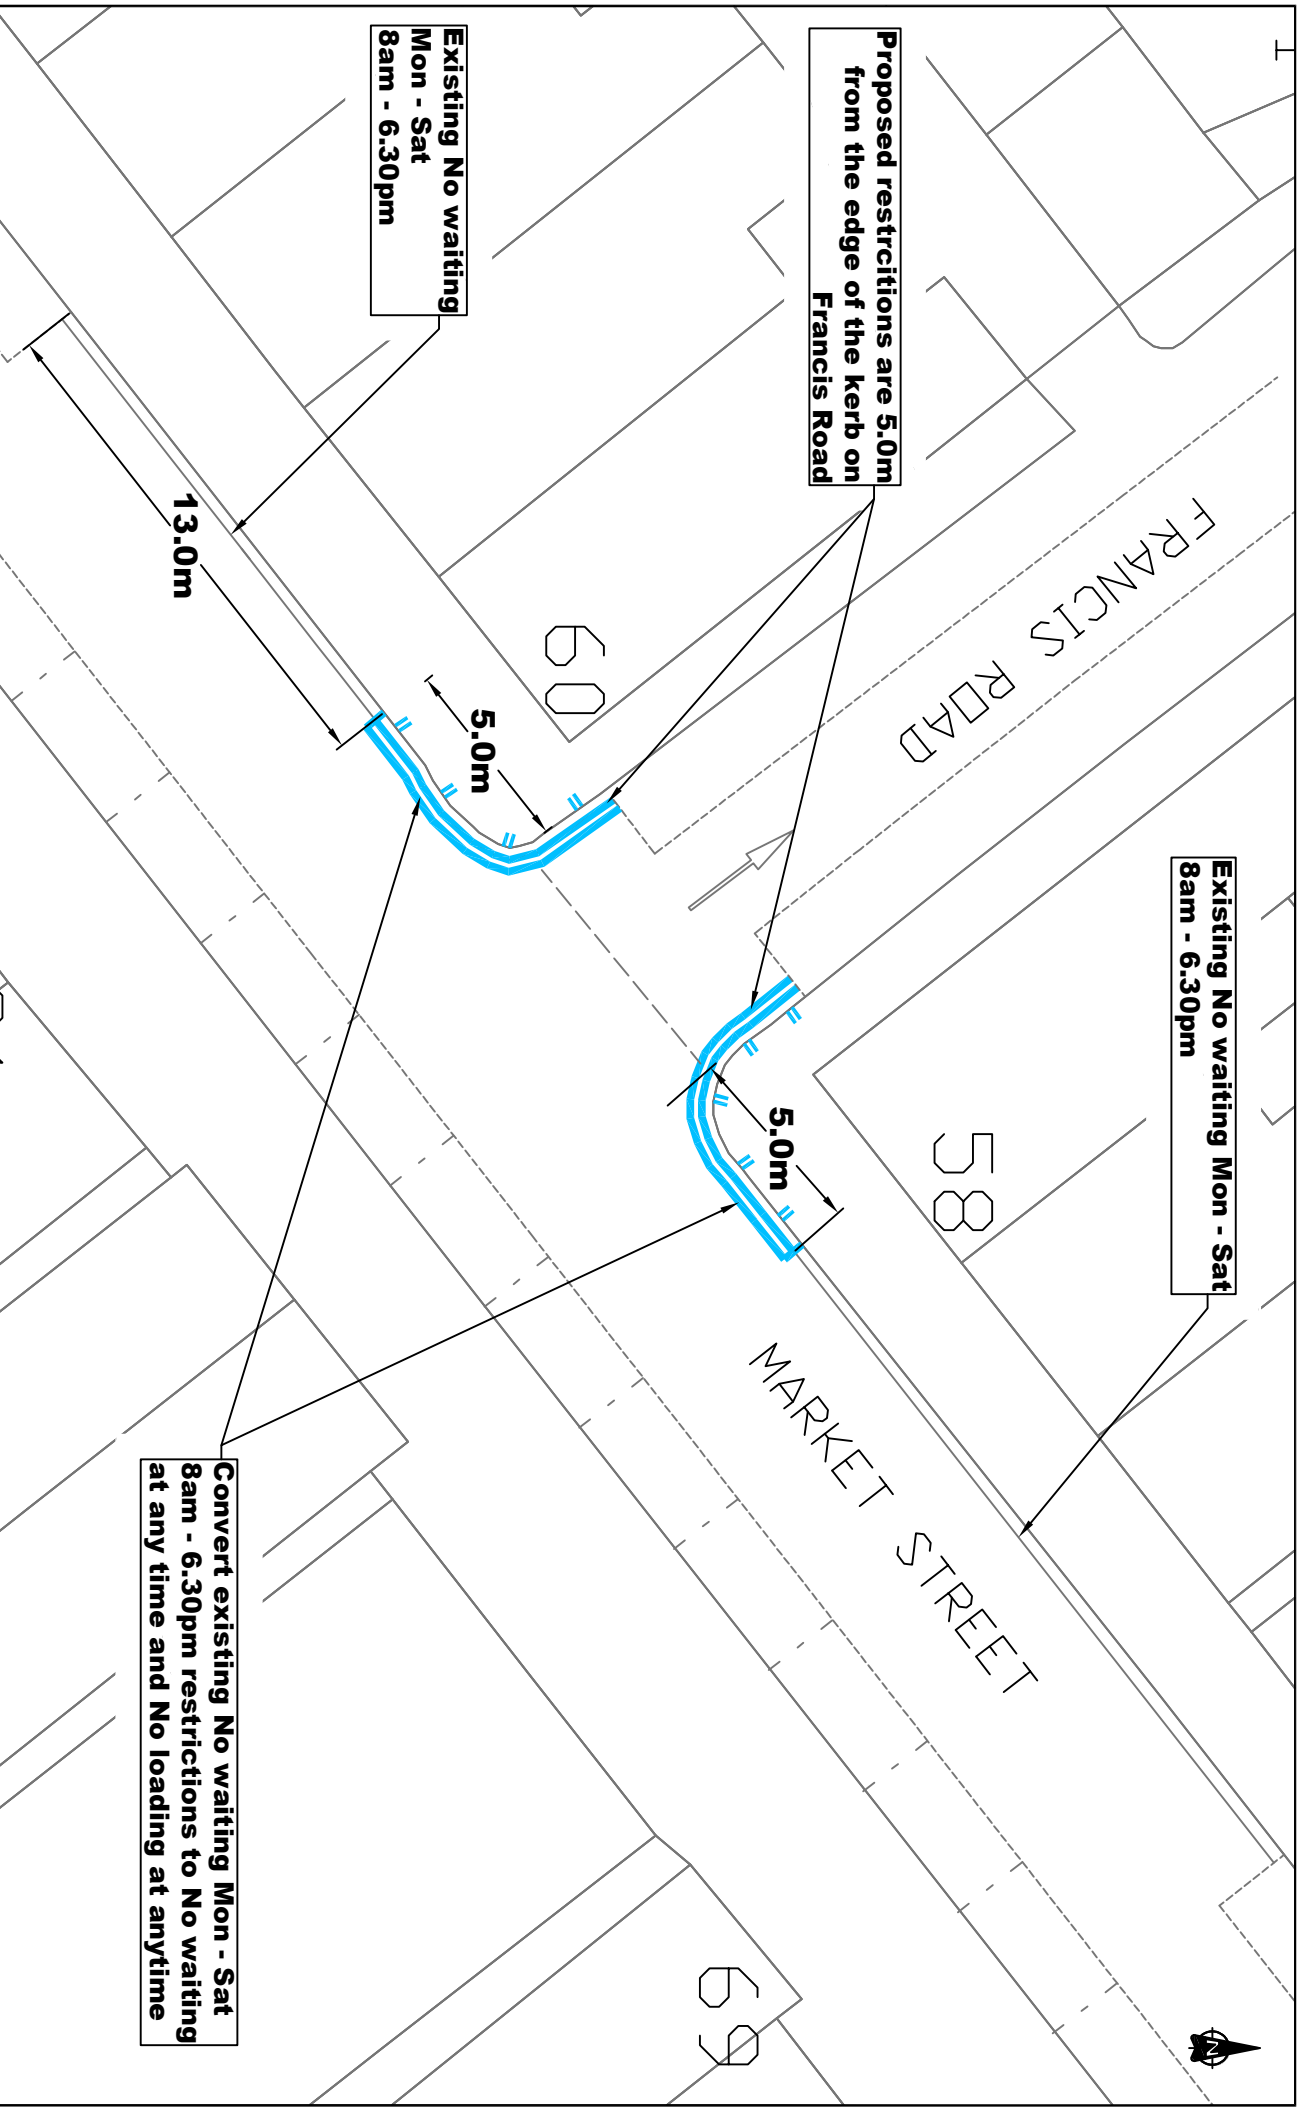 Proposed restrcitions are 5.0m
from the edge of the kerb on
Francis Road
Existing No waiting
Mon - Sat
8am - 6.30pm
FRANCIS ROAD
Existing No waiting Mon - Sat
8am - 6.30pm
60
58
5.0m
5.0m
13.0m
MARKET STREET
Convert existing No waiting Mon - Sat
8am - 6.30pm restrictions to No waiting
at any time and No loading at anytime
69
N